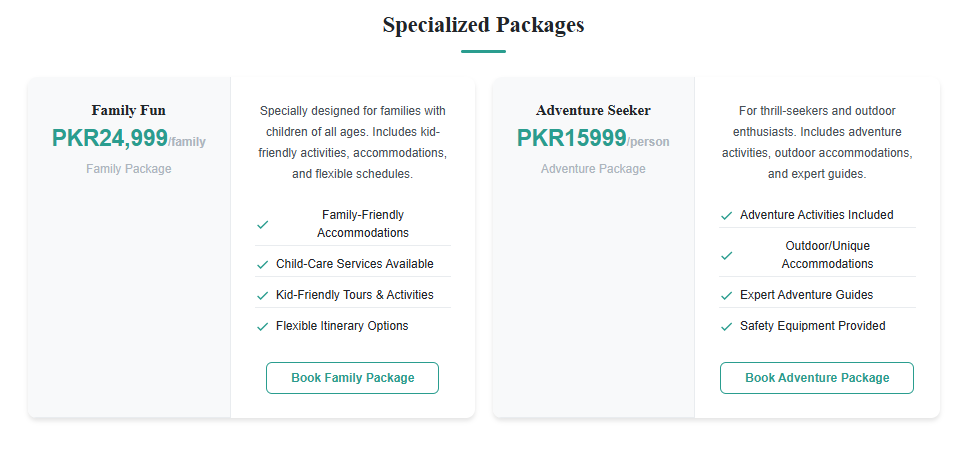 Specialized Packages
Family Fun
PKR24,999/family
Family Package
Specially designed for families with
children of all ages. Includes kid-
friendly activities, accommodations,
and flexible schedules.
Family-Friendly
Accommodations
Child-Care Services Available
Kid-Friendly Tours & Activities
Flexible Itinerary Options
Book Family Package
Adventure Seeker
PKR15999/person
Adventure Package
For thrill-seekers and outdoor
enthusiasts. Includes adventure
activities, outdoor accommodations,
and expert guides.
Adventure Activities Included
Outdoor/Unique
Accommodations
Expert Adventure Guides
Safety Equipment Provided
Book Adventure Package